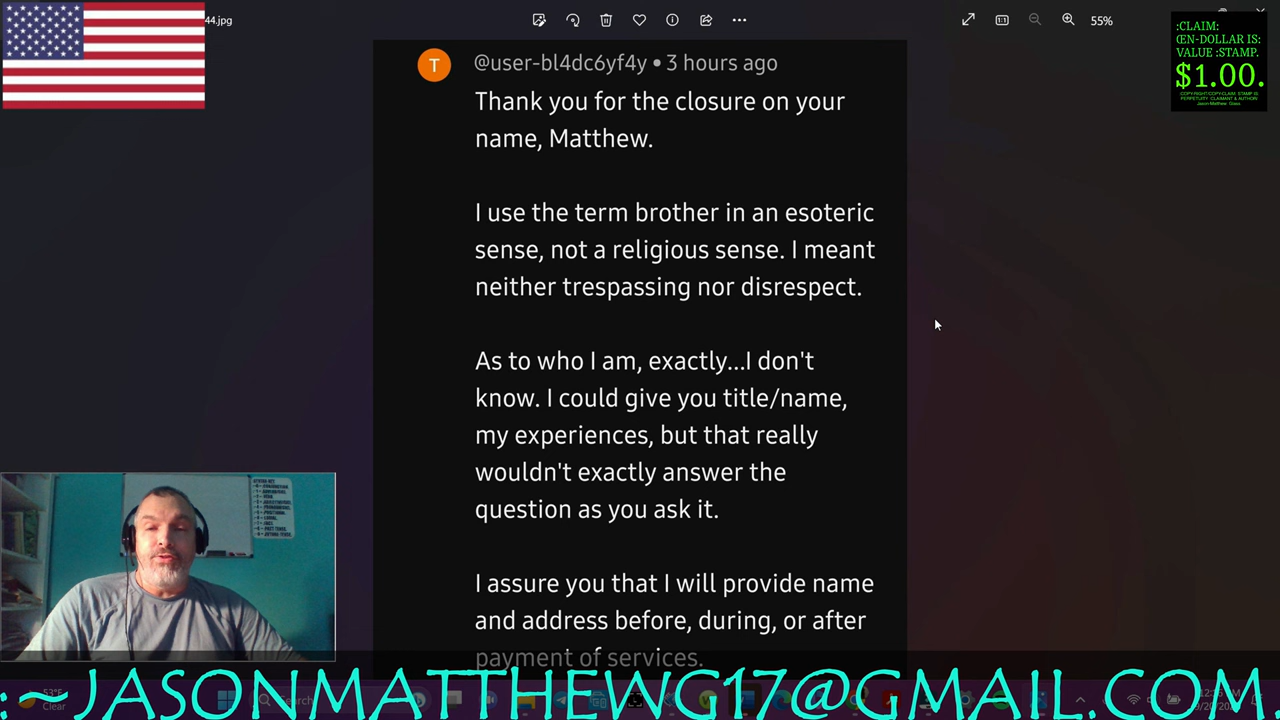 44.jpg
55%
:CLAIM:
ŒN-DOLLAR IS:
VALUE :STAMP.
$1.00.
@user-bl4dc6yf4y • 3 hours ago
Thank you for the closure on your
name, Matthew.
I use the term brother in an esoteric
sense, not a religious sense. I meant
neither trespassing nor disrespect.
As to who I am, exactly...I don't
know. I could give you title/name,
my experiences, but that really
wouldn't exactly answer the
question as you ask it.
I assure you that I will provide name
and address before, during, or after
payment of services.
:~JASONMATTHEWG17@GMAIL.COM.
53°F
Clear
Search